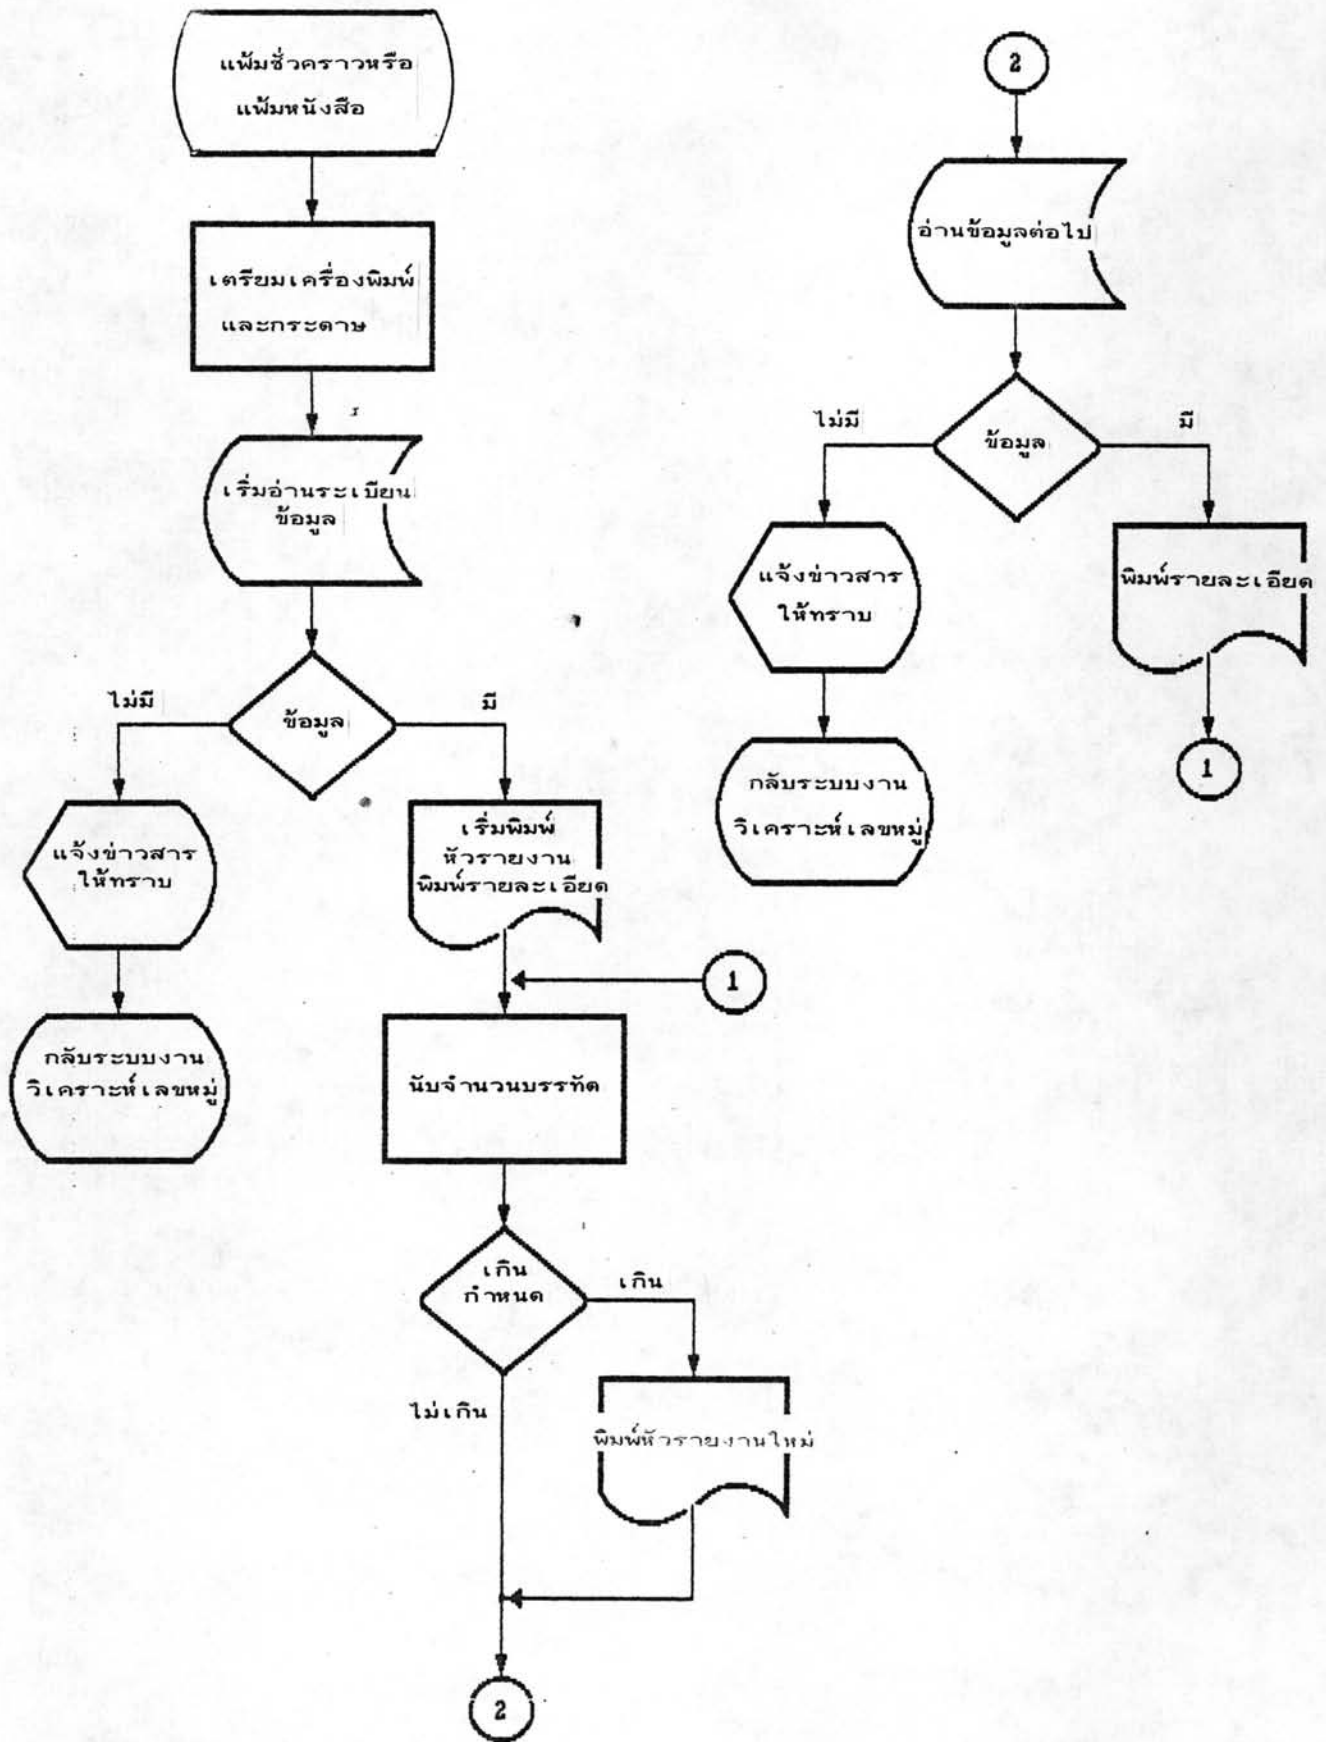 แฟ้มชั่วคราวหรือ
แฟ้มหนังสือ
เตรียมเครื่องพิมพ์
และกระดาษ
เริ่มอ่านระเบียน
ข้อมูล
ข้อมูล
ไม่มี
มี
แจ้งข่าวสาร
ให้ทราบ
กลับระบบงาน
วิเคราะห์เลขหมู่
เริ่มพิมพ์
หัวรายงาน
พิมพ์รายละเอียด
1
นับจำนวนบรรทัด
เกิน
กำหนด
เกิน
ไม่เกิน
พิมพ์หัวรายงานใหม่
2
2
อ่านข้อมูลต่อไป
ข้อมูล
ไม่มี
มี
แจ้งข่าวสาร
ให้ทราบ
กลับระบบงาน
วิเคราะห์เลขหมู่
พิมพ์รายละเอียด
1